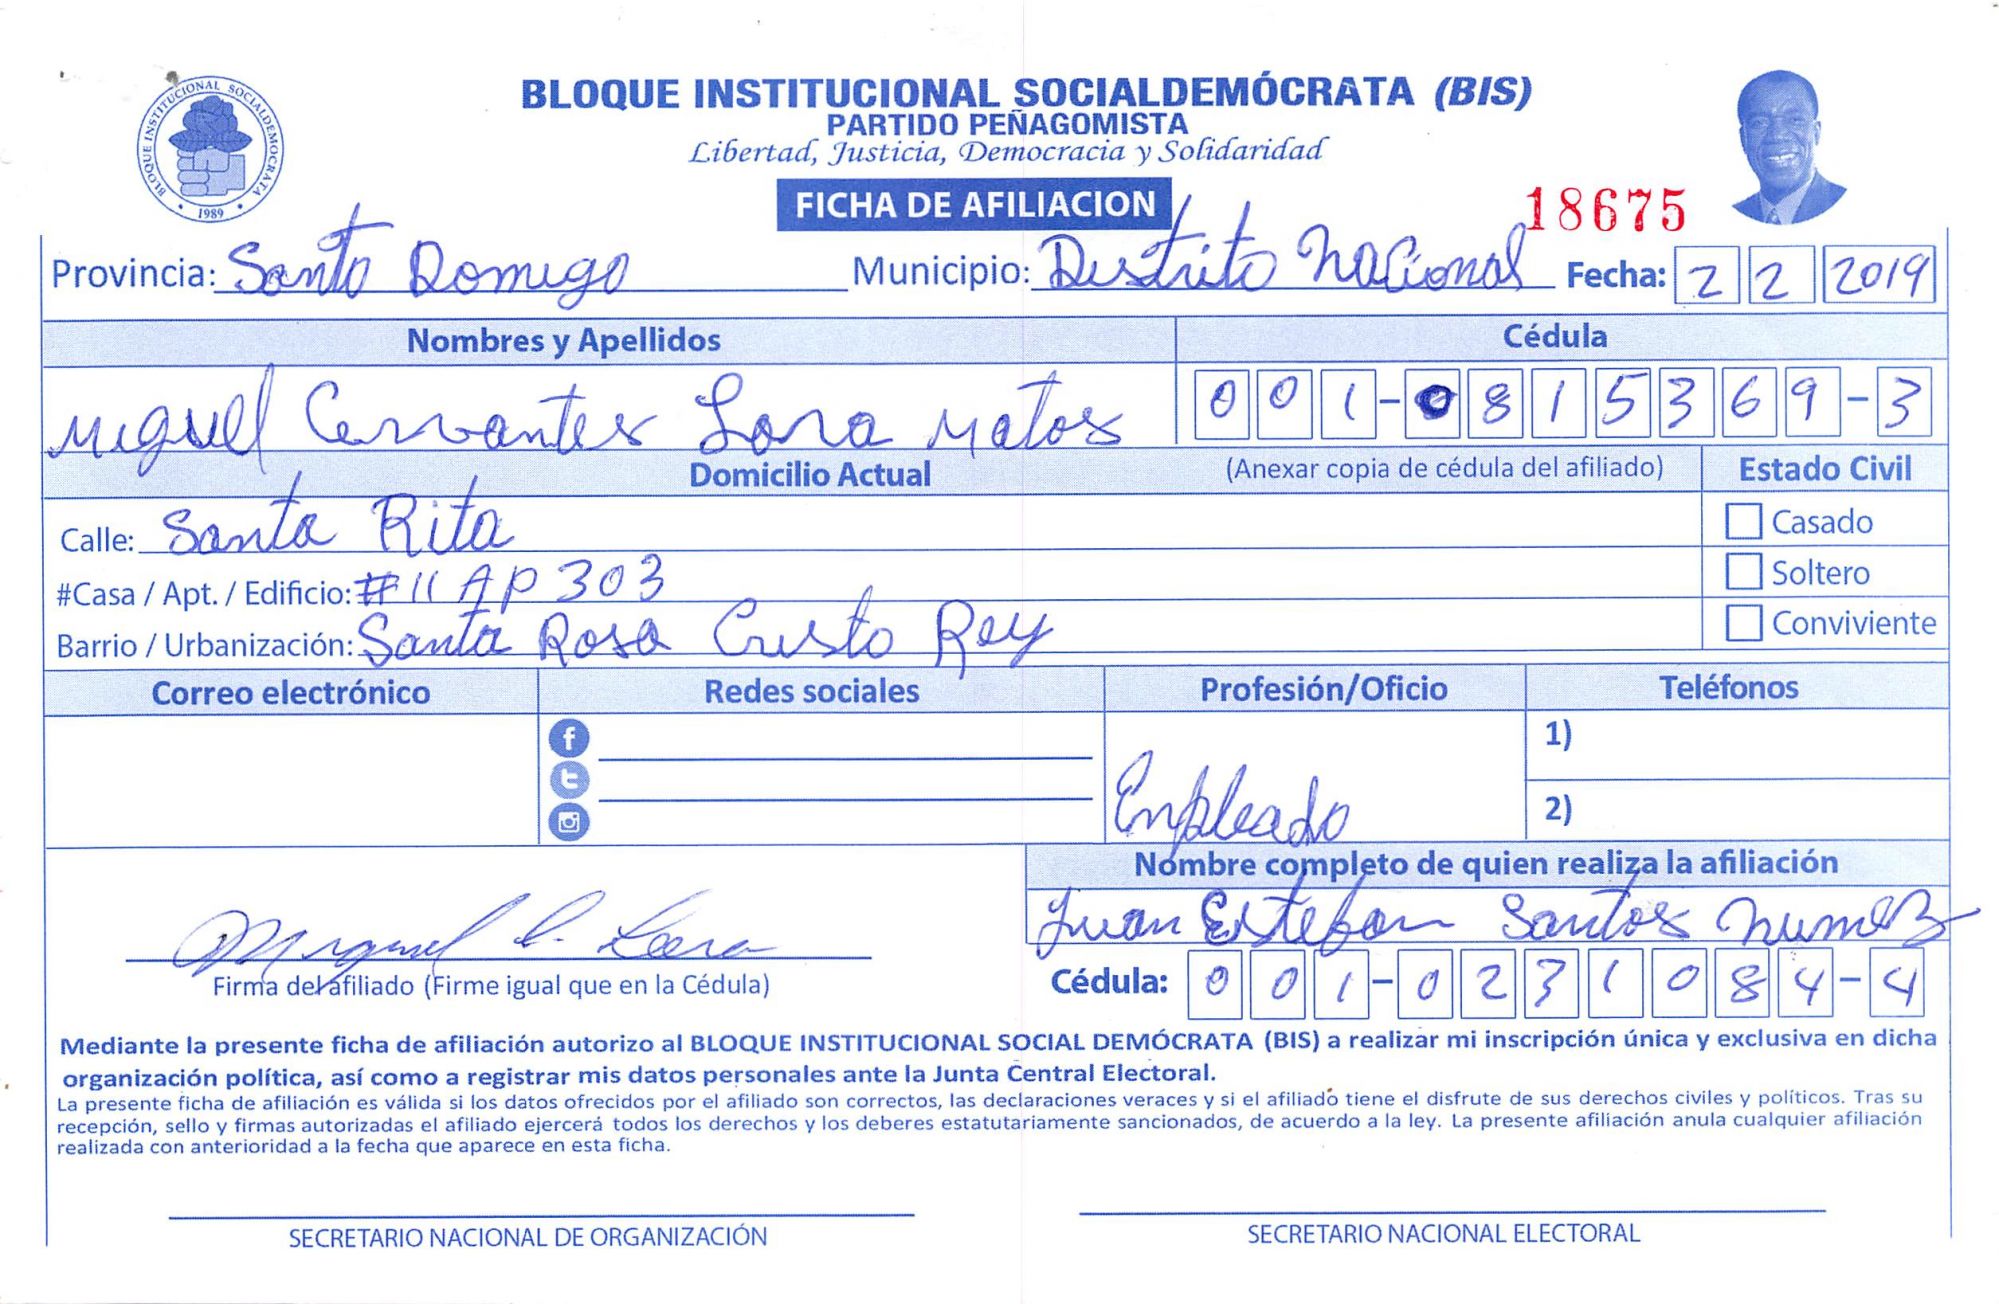 BLOQUE INSTITUCIONAL SOCIALDEMÓCRATA (BIS)
PARTIDO PEÑAGOMISTA
Libertad, Justicia, Democracia y Solidaridad
BLOQUE INSTITUCIONAL SOCIALDEMOCRATA
1989
FICHA DE AFILIACION
18675
Provincia: Santo Domigo Municipio: Distrito Nacional Fecha: 2 2 2019
Nombres y Apellidos Cédula
Miguel Cervantes Lora Matos 001-0815369-3
Domicilio Actual (Anexar copia de cédula del afiliado) Estado Civil
Calle: Santa Rita Casado
#Casa / Apt. / Edificio: #11 AP 303 Soltero
Barrio / Urbanización: Santa Rosa Cristo Rey Conviviente
Correo electrónico Redes sociales Profesión/Oficio Teléfonos
1)
Enpleado
2)
Nombre completo de quien realiza la afiliación
Juan Esteban Santos Numez
Miguel C. Lora
Firma del afiliado (Firme igual que en la Cédula) Cédula: 001-0231084-4
Mediante la presente ficha de afiliación autorizo al BLOQUE INSTITUCIONAL SOCIAL DEMÓCRATA (BIS) a realizar mi inscripción única y exclusiva en dicha
organización política, así como a registrar mis datos personales ante la Junta Central Electoral.
La presente ficha de afiliación es válida si los datos ofrecidos por el afiliado son correctos, las declaraciones veraces y si el afiliado tiene el disfrute de sus derechos civiles y políticos. Tras su
recepción, sello y firmas autorizadas el afiliado ejercerá todos los derechos y los deberes estatutariamente sancionados, de acuerdo a la ley. La presente afiliación anula cualquier afiliación
realizada con anterioridad a la fecha que aparece en esta ficha.
SECRETARIO NACIONAL DE ORGANIZACIÓN SECRETARIO NACIONAL ELECTORAL